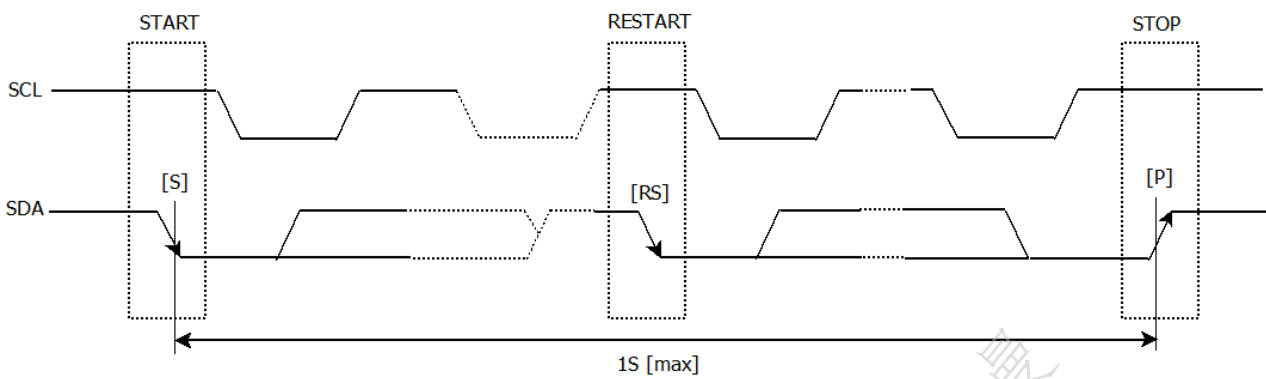 START
RESTART
STOP
SCL
[S]
[RS]
[P]
SDA
1S [max]